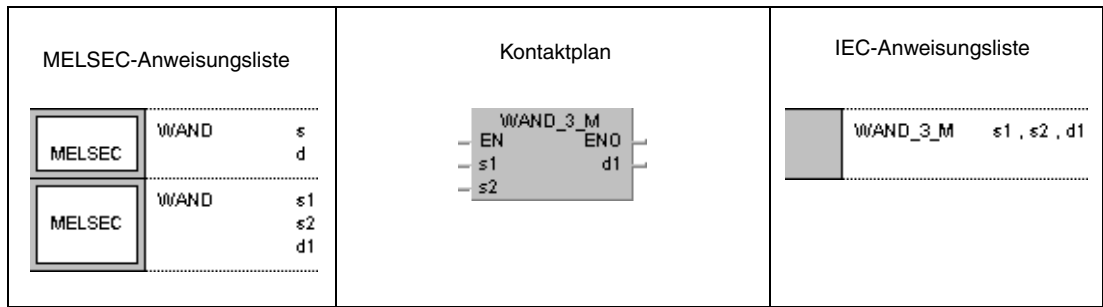 MELSEC-Anweisungsliste
MELSEC
WAND s
d
MELSEC
WAND s1
s2
d1
Kontaktplan
WAND_3_M
EN ENO
s1 d1
s2
IEC-Anweisungsliste
WAND_3_M s1 , s2 , d1